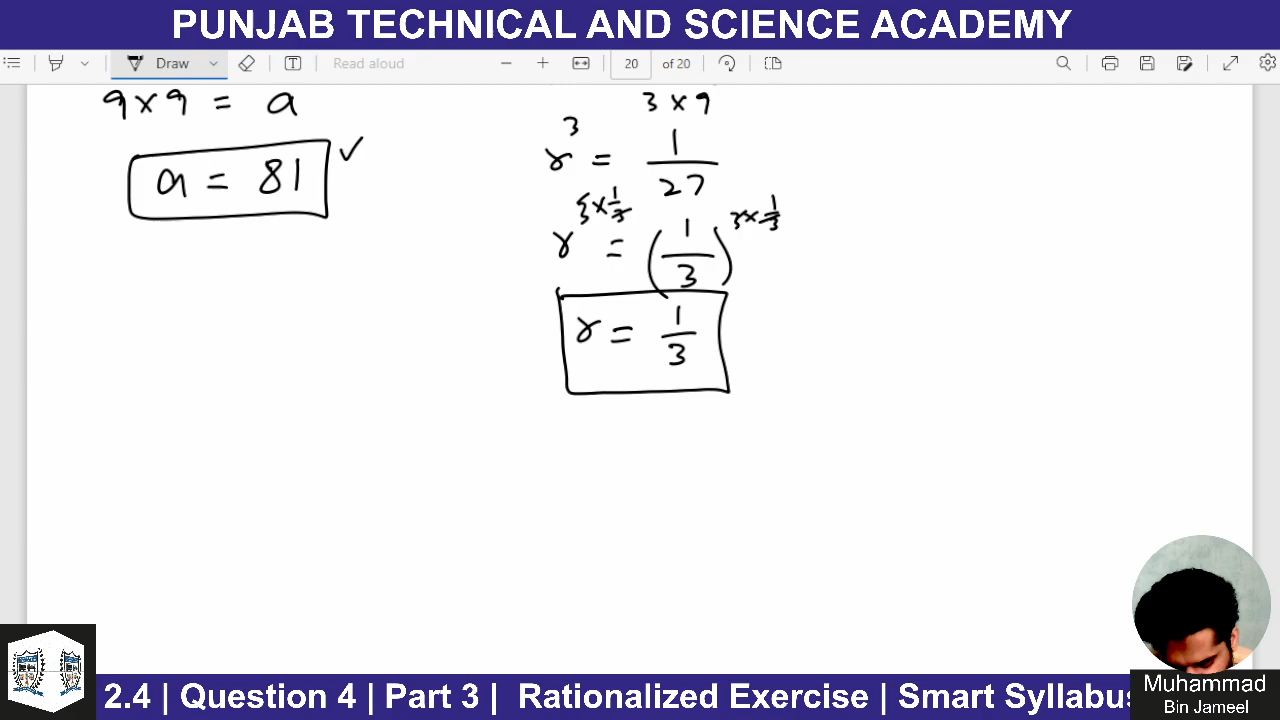 PUNJAB TECHNICAL AND SCIENCE ACADEMY
Draw
Read aloud
20 of 20
9 × 9 = a
a = 81 ✓
3 × 9
r³ = 1/27
r^(3 × 1/3) = (1/3)^(3 × 1/3)
r = 1/3
2.4 | Question 4 | Part 3 | Rationalized Exercise | Smart Syllabus
Muhammad
Bin Jameel